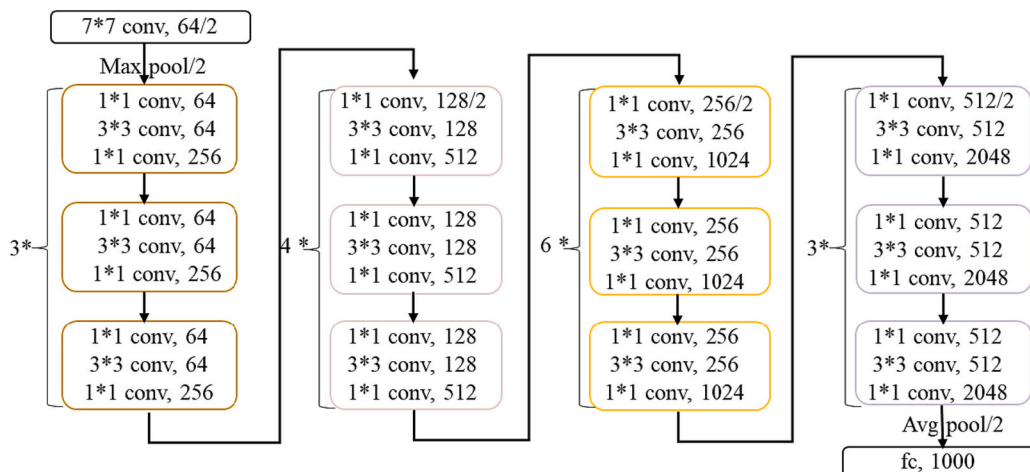 7*7 conv, 64/2
Max pool/2
3*
1*1 conv, 64
3*3 conv, 64
1*1 conv, 256
1*1 conv, 64
3*3 conv, 64
1*1 conv, 256
1*1 conv, 64
3*3 conv, 64
1*1 conv, 256
4 *
1*1 conv, 128/2
3*3 conv, 128
1*1 conv, 512
1*1 conv, 128
3*3 conv, 128
1*1 conv, 512
1*1 conv, 128
3*3 conv, 128
1*1 conv, 512
6 *
1*1 conv, 256/2
3*3 conv, 256
1*1 conv, 1024
1*1 conv, 256
3*3 conv, 256
1*1 conv, 1024
1*1 conv, 256
3*3 conv, 256
1*1 conv, 1024
3*
1*1 conv, 512/2
3*3 conv, 512
1*1 conv, 2048
1*1 conv, 512
3*3 conv, 512
1*1 conv, 2048
1*1 conv, 512
3*3 conv, 512
1*1 conv, 2048
Avg pool/2
fc, 1000